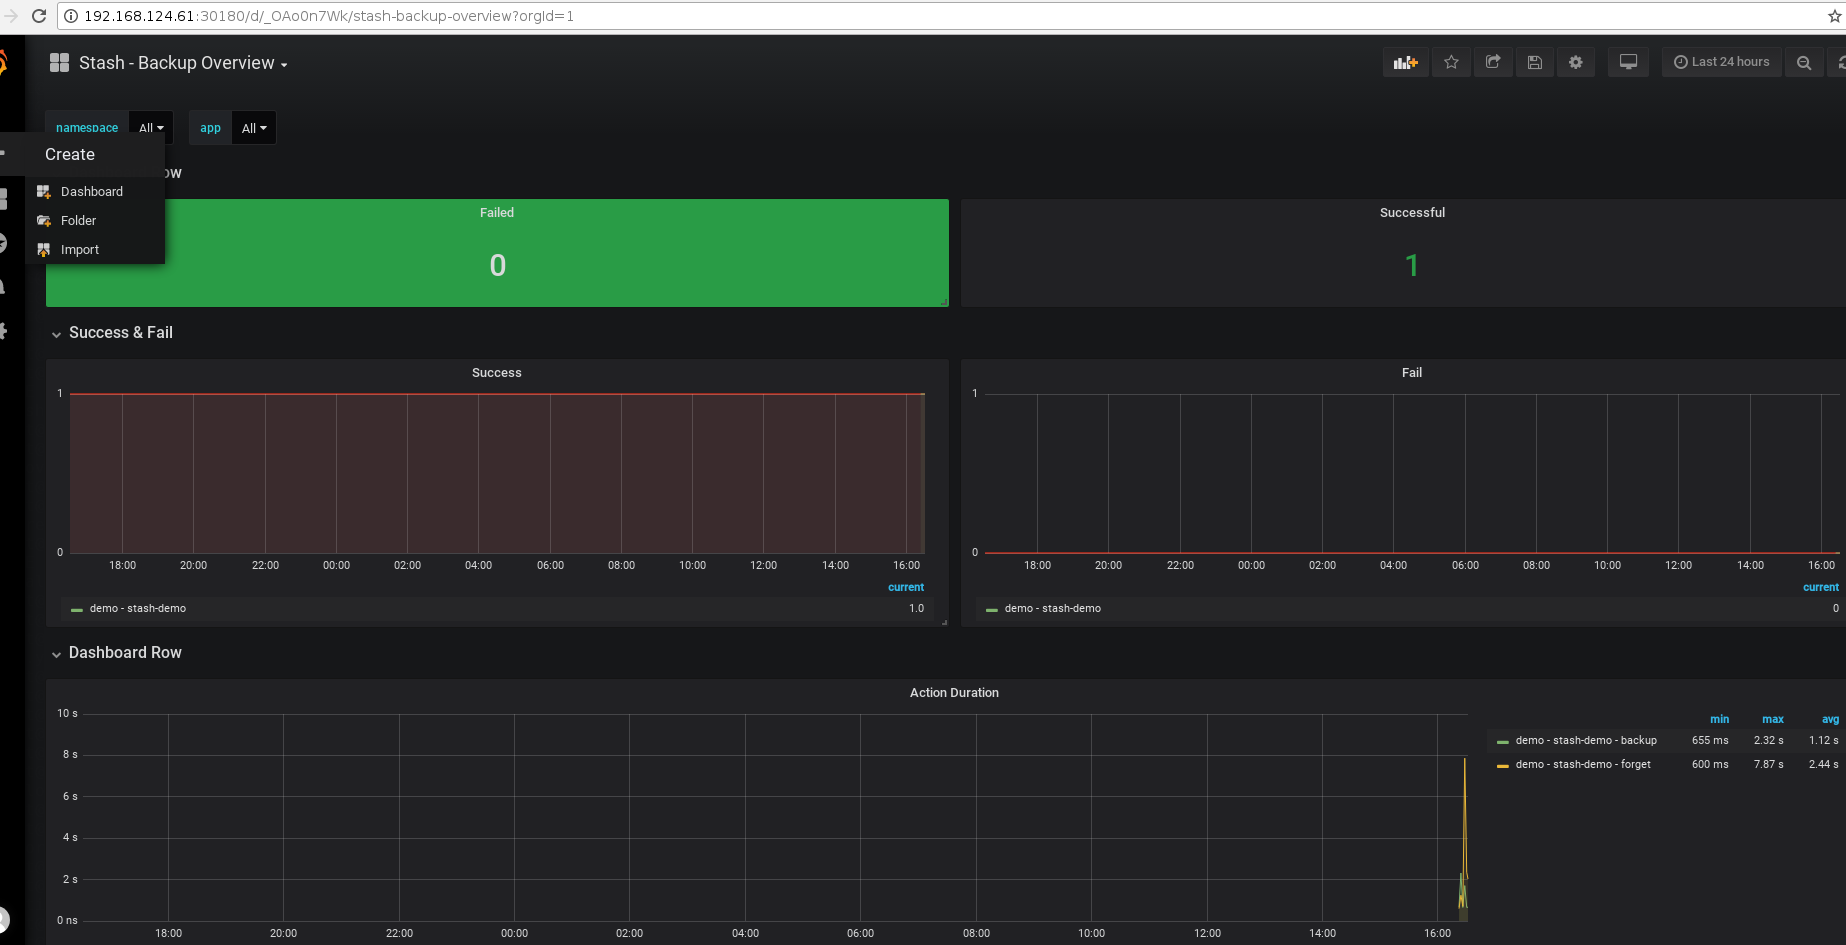 192.168.124.61:30180/d/_OAo0n7Wk/stash-backup-overview?orgId=1
Stash - Backup Overview
Last 24 hours
namespace All app All
Create
Dashboard
Folder
Import
Failed
0
Successful
1
Success & Fail
Success
1
0
18:00 20:00 22:00 00:00 02:00 04:00 06:00 08:00 10:00 12:00 14:00 16:00
current
demo - stash-demo 1.0
Fail
1
0
18:00 20:00 22:00 00:00 02:00 04:00 06:00 08:00 10:00 12:00 14:00 16:00
current
demo - stash-demo 0
Dashboard Row
Action Duration
10 s
8 s
6 s
4 s
2 s
0 ns
18:00 20:00 22:00 00:00 02:00 04:00 06:00 08:00 10:00 12:00 14:00 16:00
min max avg
demo - stash-demo - backup 655 ms 2.32 s 1.12 s
demo - stash-demo - forget 600 ms 7.87 s 2.44 s